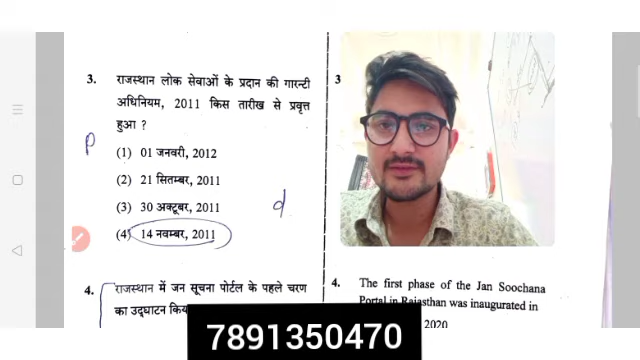 3. राजस्थान लोक सेवाओं के प्रदान की गारन्टी
अधिनियम, 2011 किस तारीख से प्रवृत्त
हुआ ?
(1) 01 जनवरी, 2012
(2) 21 सितम्बर, 2011
(3) 30 अक्टूबर, 2011
(4) 14 नवम्बर, 2011
4. राजस्थान में जन सूचना पोर्टल के पहले चरण
का उद्घाटन किय
3
4. The first phase of the Jan Soochana
Portal in Rajasthan was inaugurated in
2020
7891350470